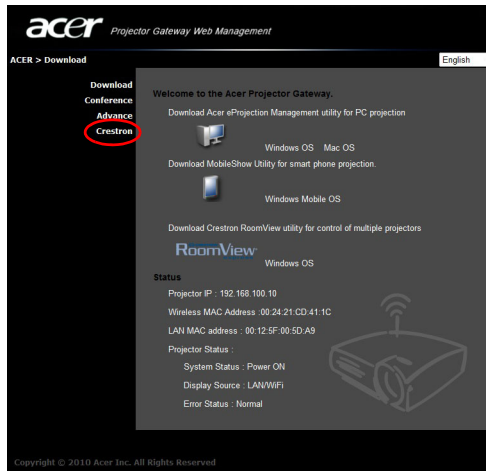 acer Projector Gateway Web Management
ACER > Download
English
Download
Conference
Advance
Crestron
Welcome to the Acer Projector Gateway.
Download Acer eProjection Management utility for PC projection
Windows OS Mac OS
Download MobileShow Utility for smart phone projection.
Windows Mobile OS
Download Crestron RoomView utility for control of multiple projectors
RoomView
Windows OS
Status
Projector IP : 192.168.100.10
Wireless MAC Address :00:24:21:CD:41:1C
LAN MAC address : 00:12:5F:00:5D:A9
Projector Status :
System Status : Power ON
Display Source : LAN/WiFi
Error Status : Normal
Copyright © 2010 Acer Inc. All Rights Reserved